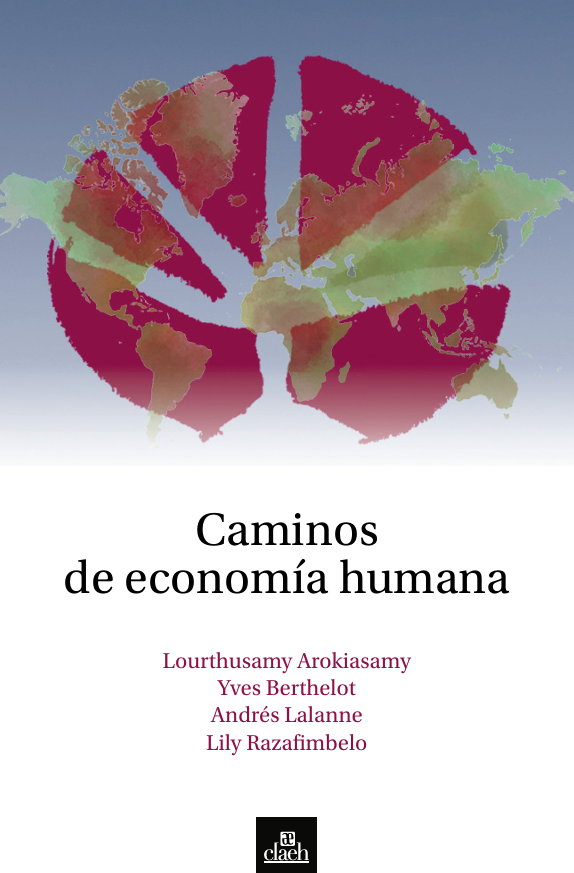 Caminos
de economía humana
Lourthusamy Arokiasamy
Yves Berthelot
Andrés Lalanne
Lily Razafimbelo
æ
claeh